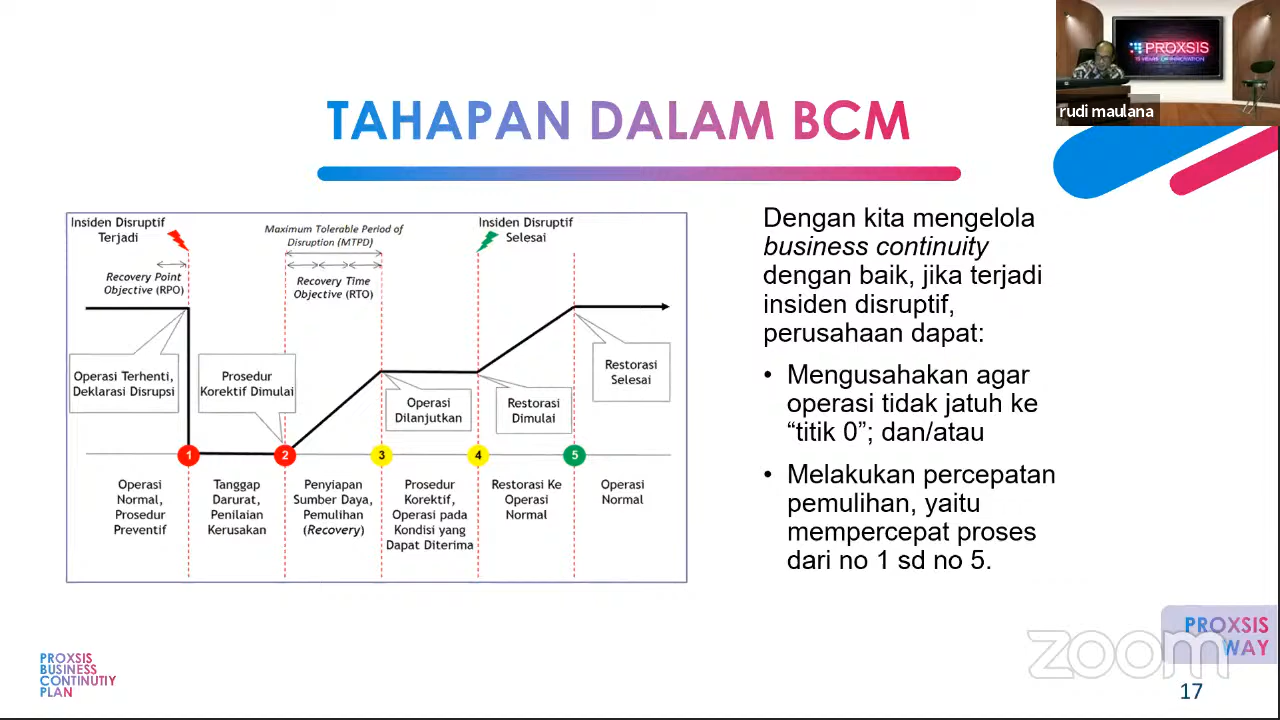 PROXSIS
15 YEARS OF INNOVATION
rudi maulana
TAHAPAN DALAM BCM
Insiden Disruptif
Terjadi
Recovery Point
Objective (RPO)
Maximum Tolerable Period of
Disruption (MTPD)
Recovery Time
Objective (RTO)
Insiden Disruptif
Selesai
Operasi Terhenti,
Deklarasi Disrupsi
Prosedur
Korektif Dimulai
Operasi
Dilanjutkan
Restorasi
Dimulai
Restorasi
Selesai
1
2
3
4
5
Operasi
Normal,
Prosedur
Preventif
Tanggap
Darurat,
Penilaian
Kerusakan
Penyiapan
Sumber Daya,
Pemulihan
(Recovery)
Prosedur
Korektif,
Operasi pada
Kondisi yang
Dapat Diterima
Restorasi Ke
Operasi
Normal
Operasi
Normal
Dengan kita mengelola
business continuity
dengan baik, jika terjadi
insiden disruptif,
perusahaan dapat:
• Mengusahakan agar
operasi tidak jatuh ke
“titik 0”; dan/atau
• Melakukan percepatan
pemulihan, yaitu
mempercepat proses
dari no 1 sd no 5.
PROXSIS
BUSINESS
CONTINUTIY
PLAN
zoom
PROXSIS
WAY
17